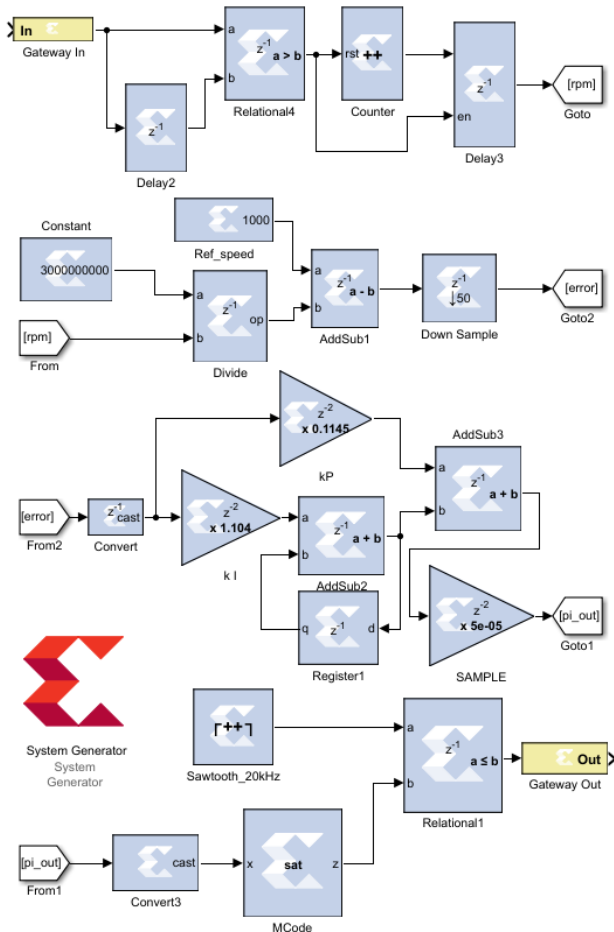 In
Gateway In
z-1
Delay2
a
b
z-1
a > b
Relational4
rst
++
Counter
z-1
en
Delay3
[rpm]
Goto
Constant
3000000000
1000
Ref_speed
[rpm]
From
a
b
z-1
op
Divide
a
b
z-1
a - b
AddSub1
z-1
↓50
Down Sample
[error]
Goto2
z-2
x 0.1145
kP
[error]
From2
z-1
cast
Convert
z-2
x 1.104
k I
a
b
z-1
a + b
AddSub2
q
z-1
d
Register1
AddSub3
a
b
z-1
a + b
z-2
x 5e-05
SAMPLE
[pi_out]
Goto1
System Generator
System
Generator
++
Sawtooth_20kHz
a
b
z-1
a ≤ b
Relational1
Out
Gateway Out
[pi_out]
From1
cast
Convert3
x
sat
z
MCode